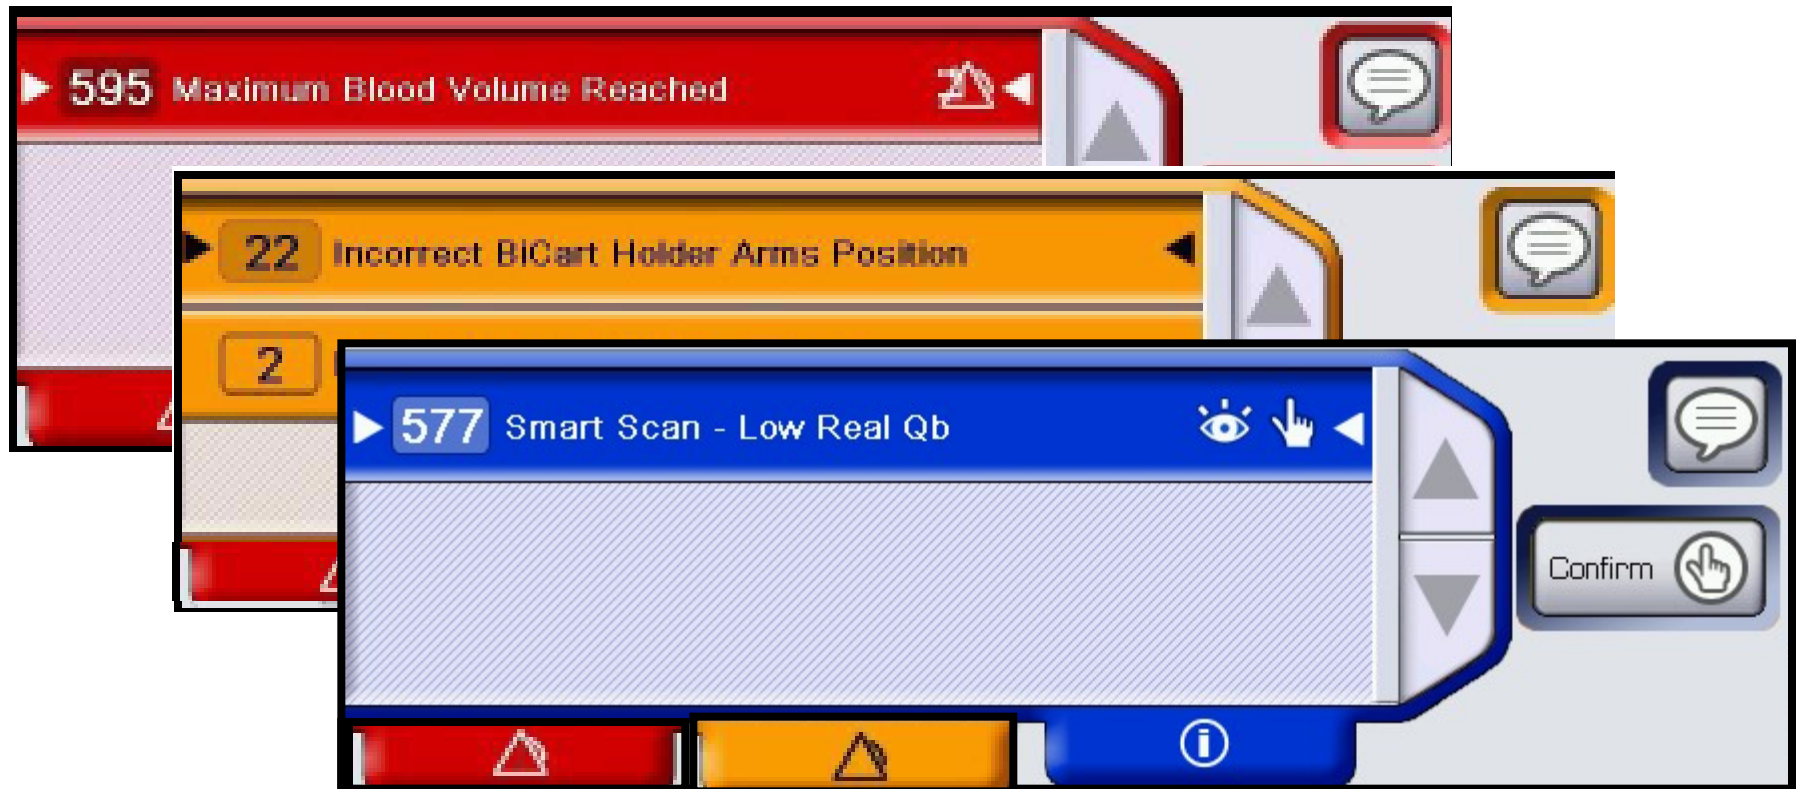 595 Maximum Blood Volume Reached
22 Incorrect BiCart Holder Arms Position
2
577 Smart Scan - Low Real Qb
Confirm